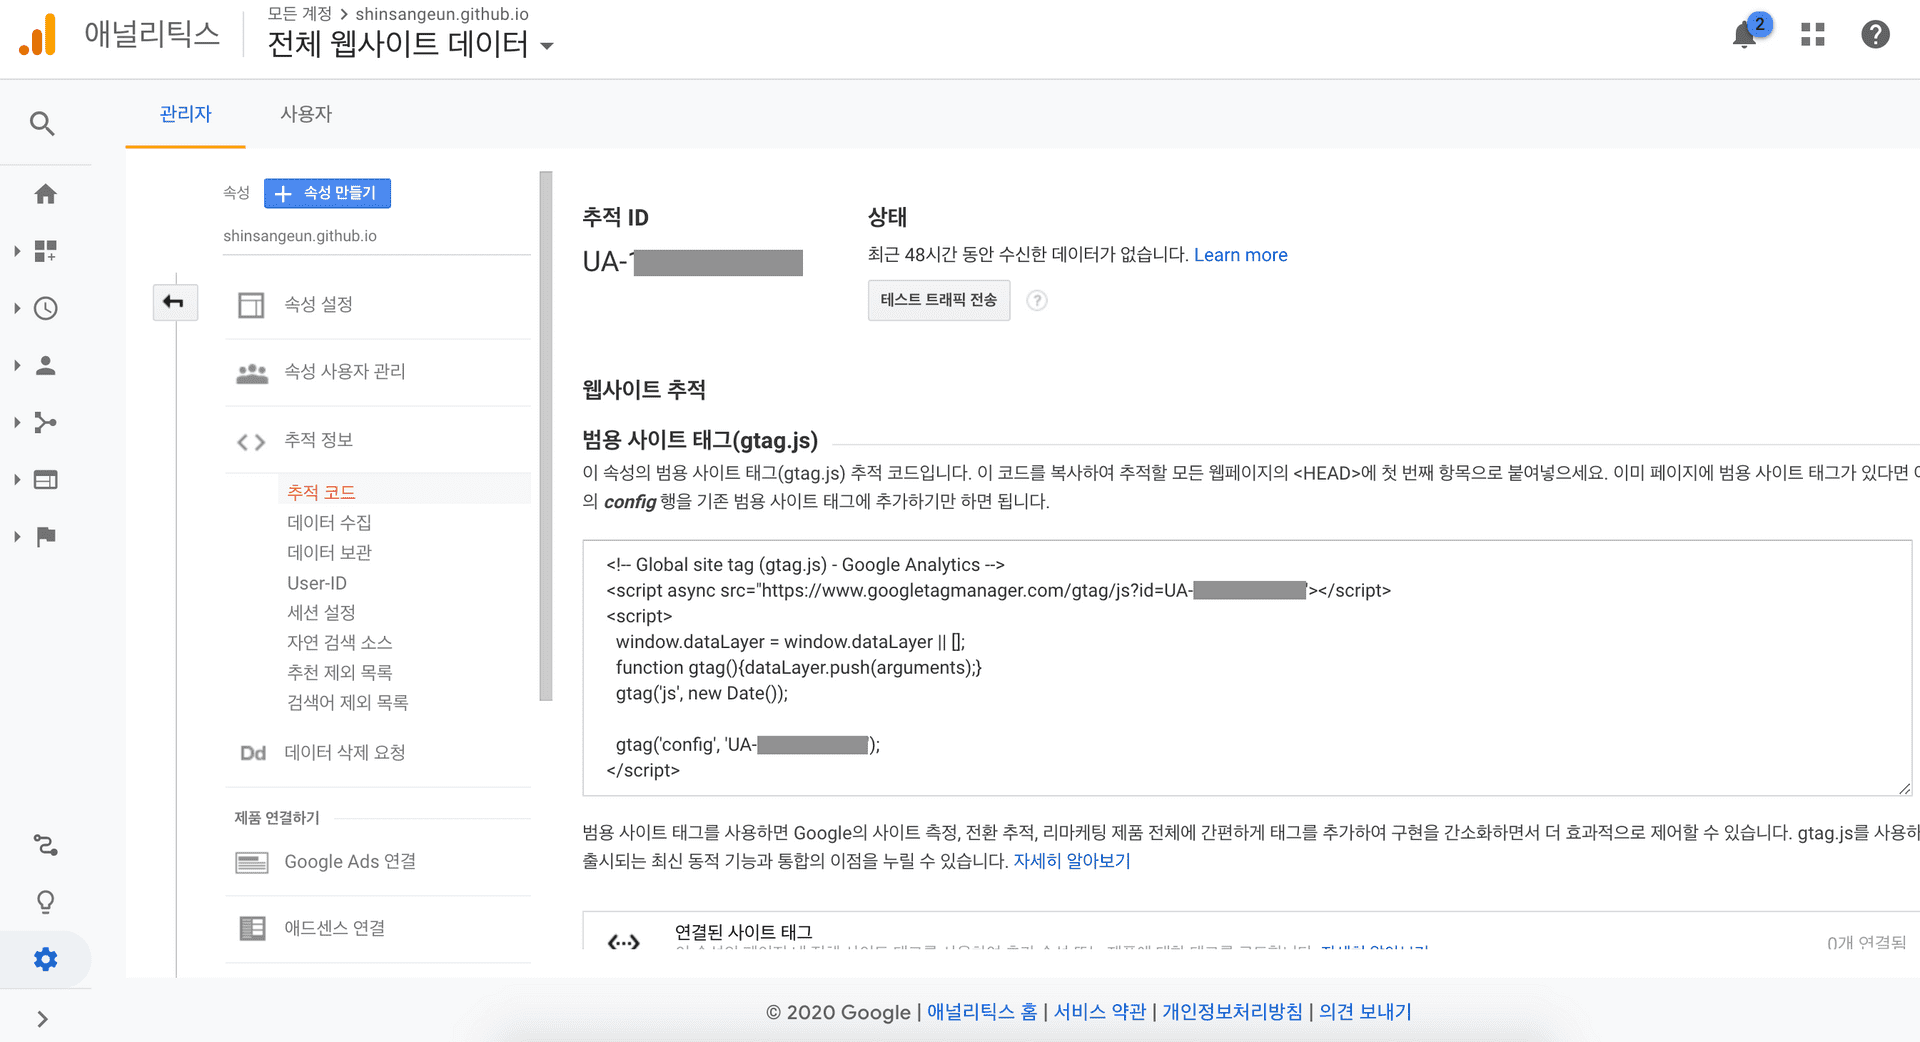 모든 계정 > shinsangeun.github.io
애널리틱스
전체 웹사이트 데이터
2
관리자
사용자
속성
속성 만들기
shinsangeun.github.io
속성 설정
속성 사용자 관리
추적 정보
추적 코드
데이터 수집
데이터 보관
User-ID
세션 설정
자연 검색 소스
추천 제외 목록
검색어 제외 목록
Dd 데이터 삭제 요청
제품 연결하기
Google Ads 연결
애드센스 연결
추적 ID
UA-1
상태
최근 48시간 동안 수신한 데이터가 없습니다. Learn more
테스트 트래픽 전송
웹사이트 추적
범용 사이트 태그(gtag.js)
이 속성의 범용 사이트 태그(gtag.js) 추적 코드입니다. 이 코드를 복사하여 추적할 모든 웹페이지의 <HEAD>에 첫 번째 항목으로 붙여넣으세요. 이미 페이지에 범용 사이트 태그가 있다면
의 config 행을 기존 범용 사이트 태그에 추가하기만 하면 됩니다.
<!-- Global site tag (gtag.js) - Google Analytics -->
<script async src="https://www.googletagmanager.com/gtag/js?id=UA-"></script>
<script>
window.dataLayer = window.dataLayer || [];
function gtag(){dataLayer.push(arguments);}
gtag('js', new Date());
gtag('config', 'UA-');
</script>
범용 사이트 태그를 사용하면 Google의 사이트 측정, 전환 추적, 리마케팅 제품 전체에 간편하게 태그를 추가하여 구현을 간소화하면서 더 효과적으로 제어할 수 있습니다. gtag.js를 사용하
출시되는 최신 동적 기능과 통합의 이점을 누릴 수 있습니다. 자세히 알아보기
연결된 사이트 태그
0개 연결됨
© 2020 Google | 애널리틱스 홈 | 서비스 약관 | 개인정보처리방침 | 의견 보내기